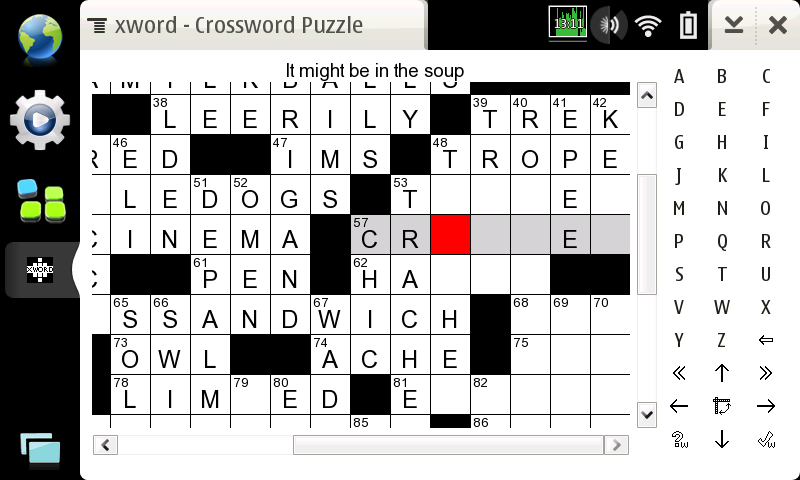 xword - Crossword Puzzle
13:11
It might be in the soup
38 L E E R I L Y 39 T 40 R 41 E 42 K
R 46 E D 47 I M S 48 T R O P E
L E 51 D 52 O G S 53 T E
C I N E M A 57 C R E
C 61 P E N 62 H A
65 S 66 S A N D 67 W I C H 68 69 70
73 O W L 74 A C H E 75
78 L I M 79 80 E D 81 E 82
85 86
XWORD
A B C
D E F
G H I
J K L
M N O
P Q R
S T U
V W X
Y Z